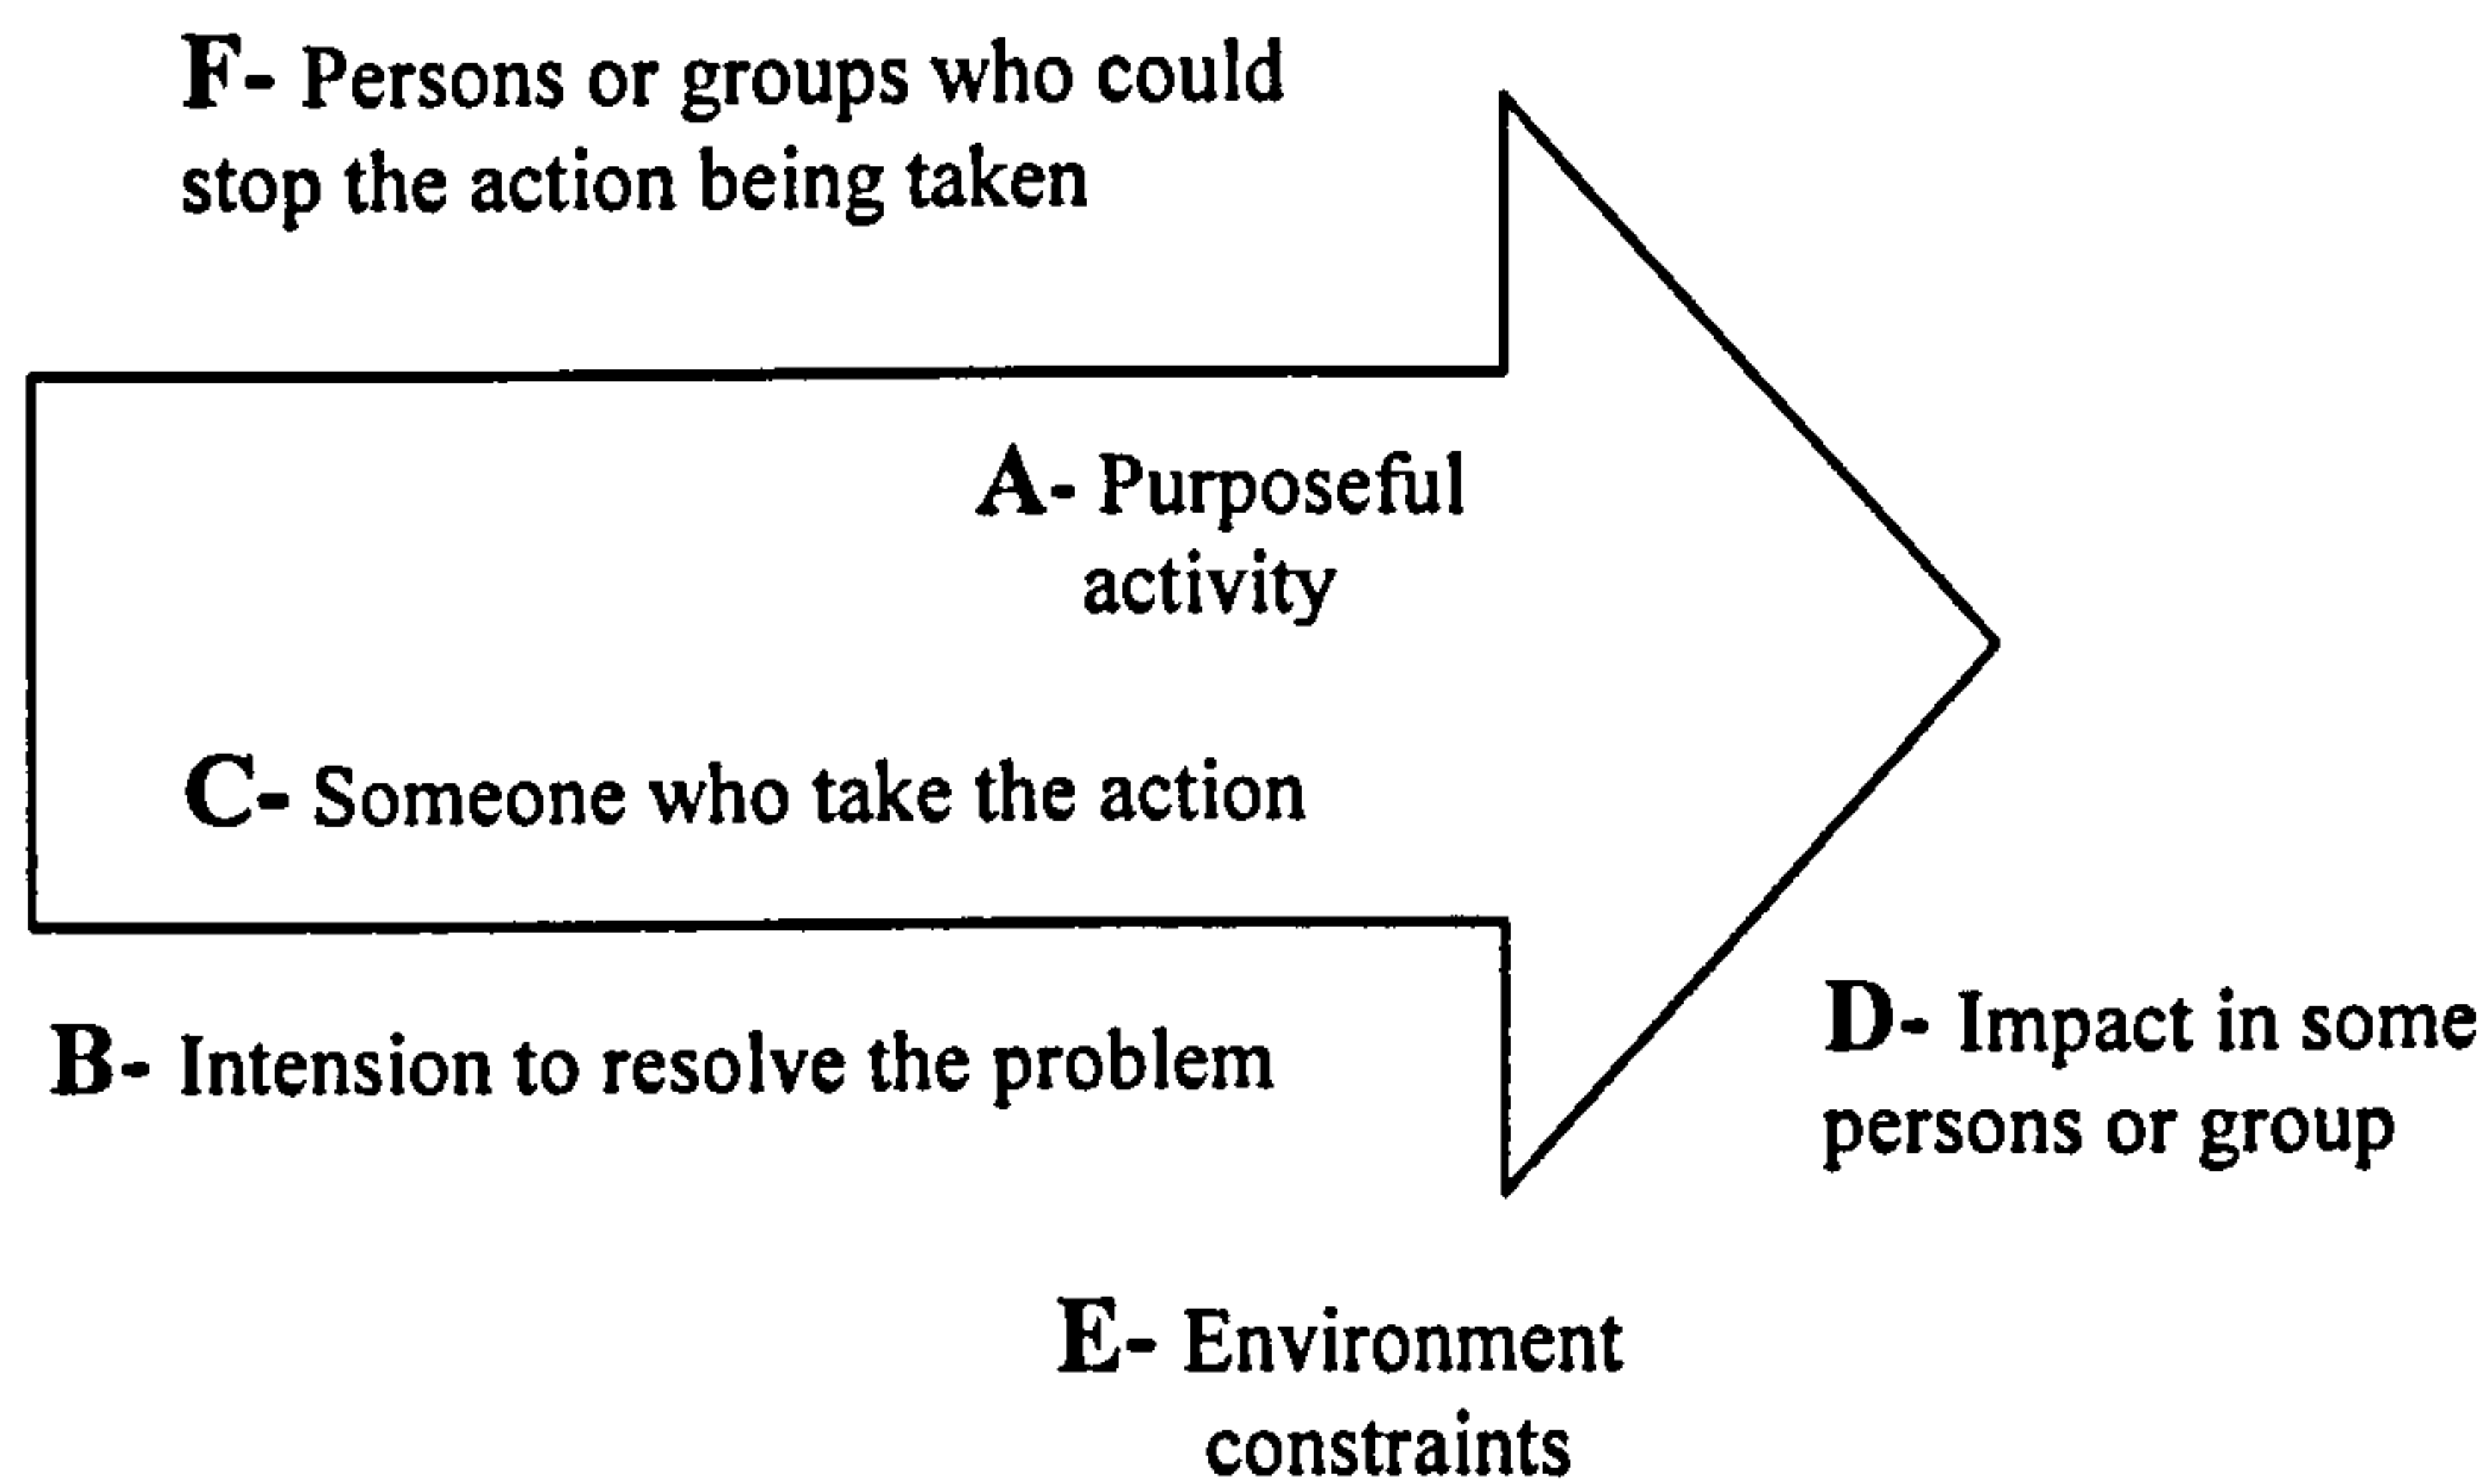 F- Persons or groups who could
stop the action being taken
A- Purposeful
activity
C- Someone who take the action
B- Intension to resolve the problem
D- Impact in some
persons or group
E- Environment
constraints